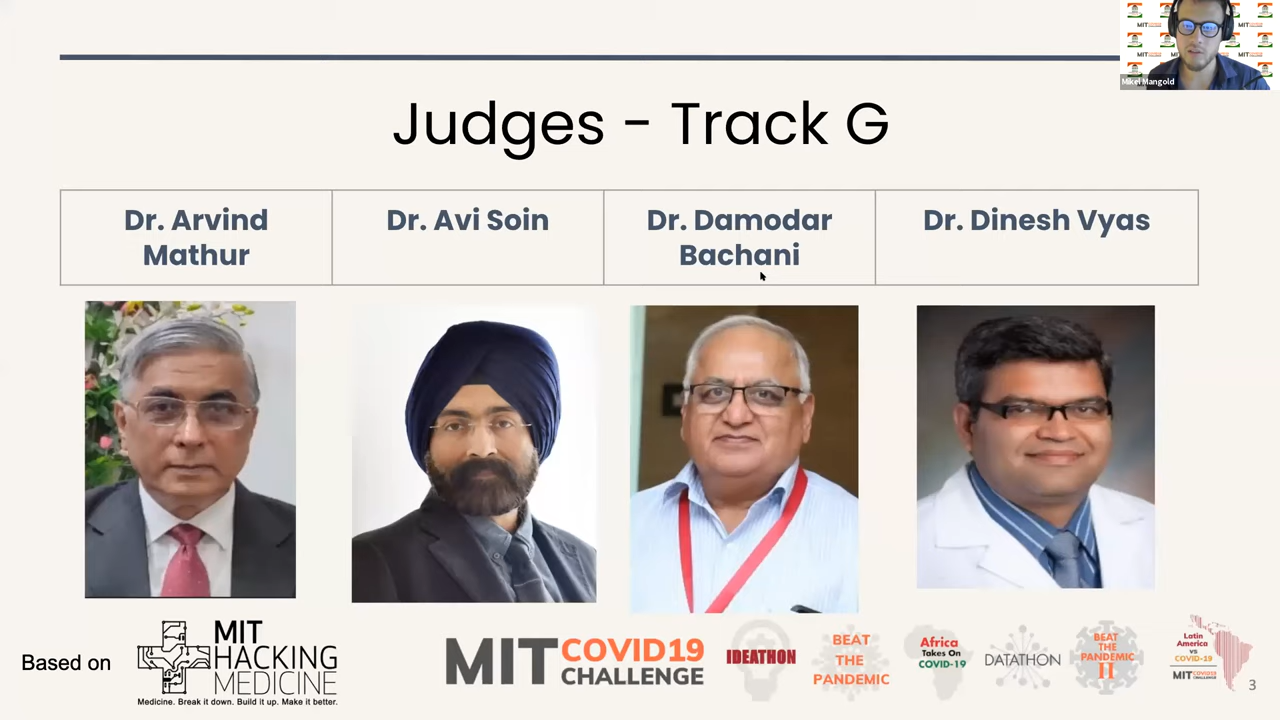 Mikel Mangold
Judges - Track G
Dr. Arvind
Mathur
Dr. Avi Soin
Dr. Damodar
Bachani
Dr. Dinesh Vyas
Based on
MIT
HACKING
MEDICINE
Medicine. Break it down. Build it up. Make it better.
MIT COVID19
CHALLENGE
IDEATHON
BEAT
THE
PANDEMIC
Africa
Takes On
COVID-19
DATATHON
BEAT
THE
PANDEMIC
II
Latin
America
vs
COVID-19
MIT COVID19
CHALLENGE
3